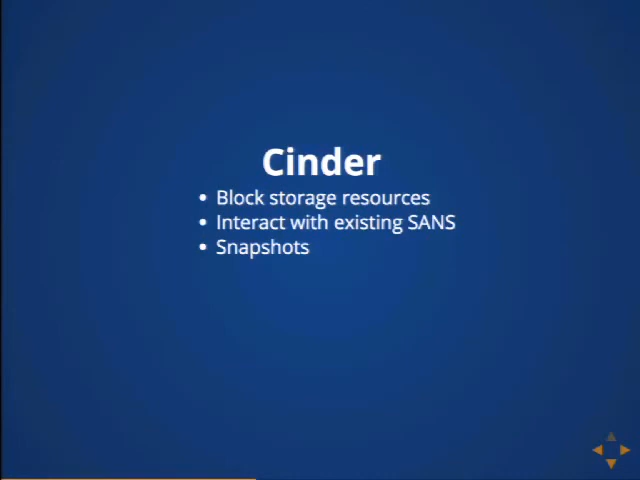 Cinder
• Block storage resources
• Interact with existing SANS
• Snapshots